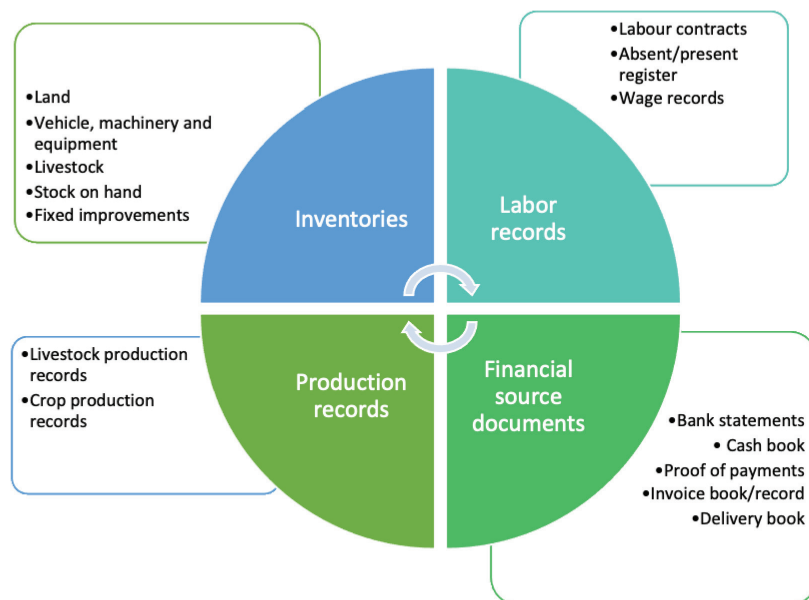 •Land
•Vehicle, machinery and
equipment
•Livestock
•Stock on hand
•Fixed improvements
Inventories
•Labour contracts
•Absent/present
register
•Wage records
Labor
records
•Livestock production
records
•Crop production
records
Production
records
Financial
source
documents
•Bank statements
• Cash book
•Proof of payments
•Invoice book/record
•Delivery book